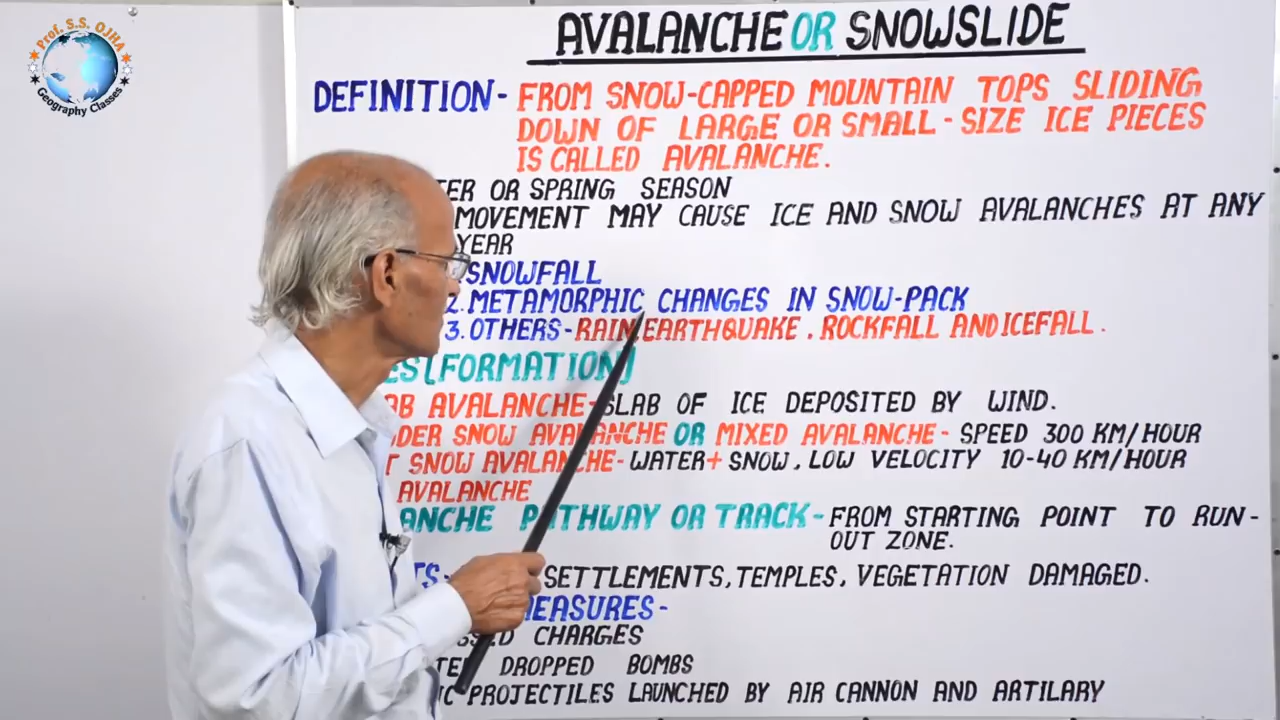 Prof. S.S. OJHA
Geography Classes
AVALANCHE OR SNOWSLIDE
DEFINITION- FROM SNOW-CAPPED MOUNTAIN TOPS SLIDING
DOWN OF LARGE OR SMALL-SIZE ICE PIECES
IS CALLED AVALANCHE.
OR SPRING SEASON
MOVEMENT MAY CAUSE ICE AND SNOW AVALANCHES AT ANY
YEAR
SNOWFALL
2. METAMORPHIC CHANGES IN SNOW-PACK
3. OTHERS-RAIN, EARTHQUAKE, ROCKFALL AND ICEFALL.
(FORMATION)
AVALANCHE- SLAB OF ICE DEPOSITED BY WIND.
SNOW AVALANCHE OR MIXED AVALANCHE- SPEED 300 KM/HOUR
SNOW AVALANCHE- WATER+ SNOW, LOW VELOCITY 10-40 KM/HOUR
AVALANCHE
PATHWAY OR TRACK- FROM STARTING POINT TO RUN-
OUT ZONE.
SETTLEMENTS, TEMPLES, VEGETATION DAMAGED.
MEASURES-
CHARGES
DROPPED BOMBS
PROJECTILES LAUNCHED BY AIR CANNON AND ARTILARY